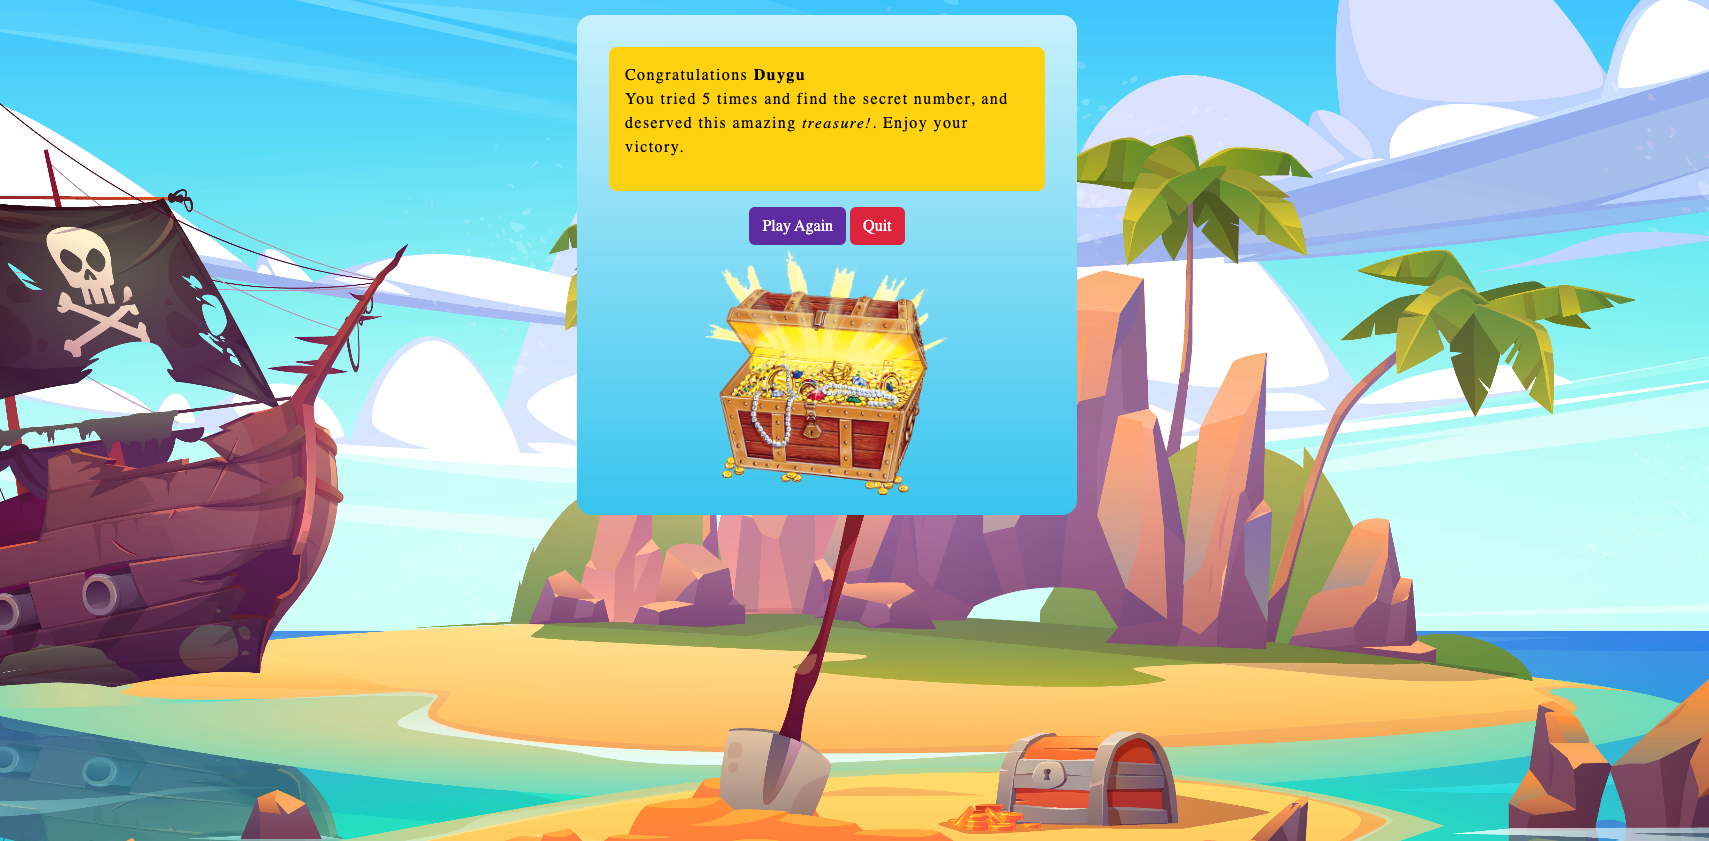 Congratulations Duygu
You tried 5 times and find the secret number, and
deserved this amazing treasure!. Enjoy your
victory.
Play Again Quit